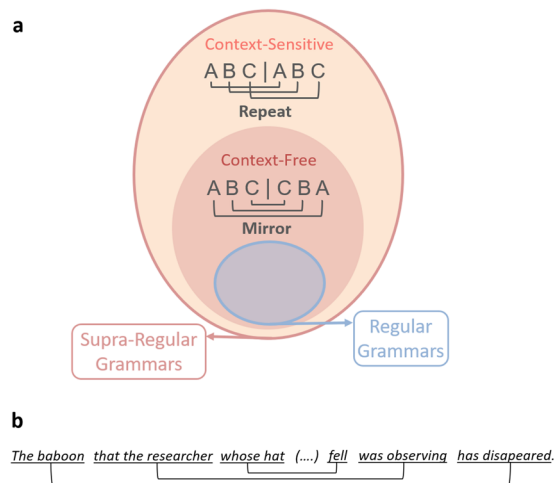 a
Context-Sensitive
A B C | A B C
Repeat
Context-Free
A B C | C B A
Mirror
Supra-Regular
Grammars
Regular
Grammars
b
The baboon that the researcher whose hat (....) fell was observing has disapeared.